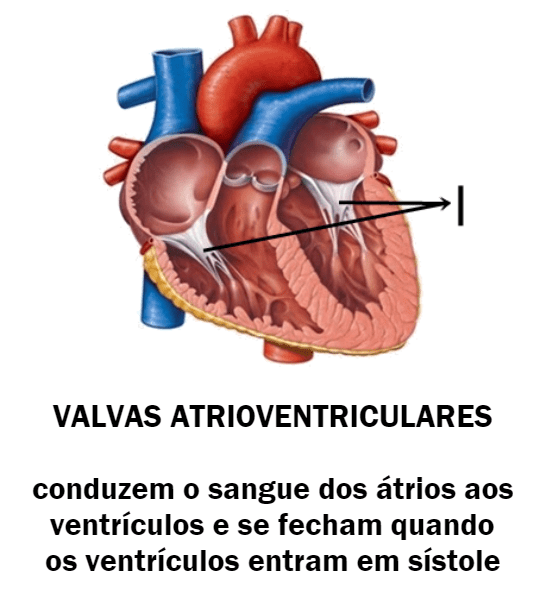 I
VALVAS ATRIOVENTRICULARES
conduzem o sangue dos átrios aos
ventrículos e se fecham quando
os ventrículos entram em sístole